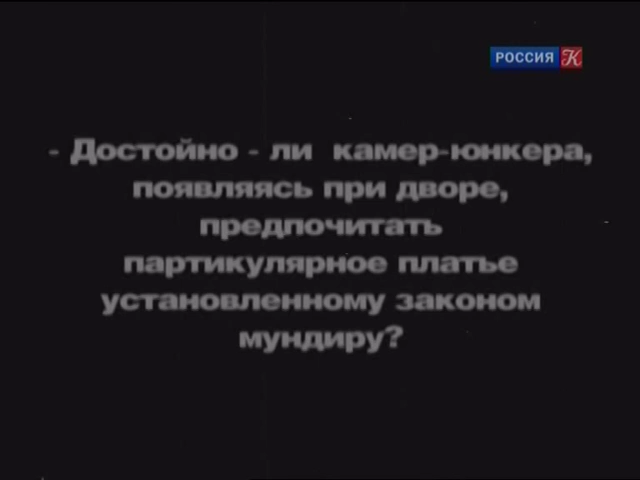 РОССИЯ К
- Достойно - ли камер-юнкера,
появляясь при дворе,
предпочитать
партикулярное платье
установленному законом
мундиру?